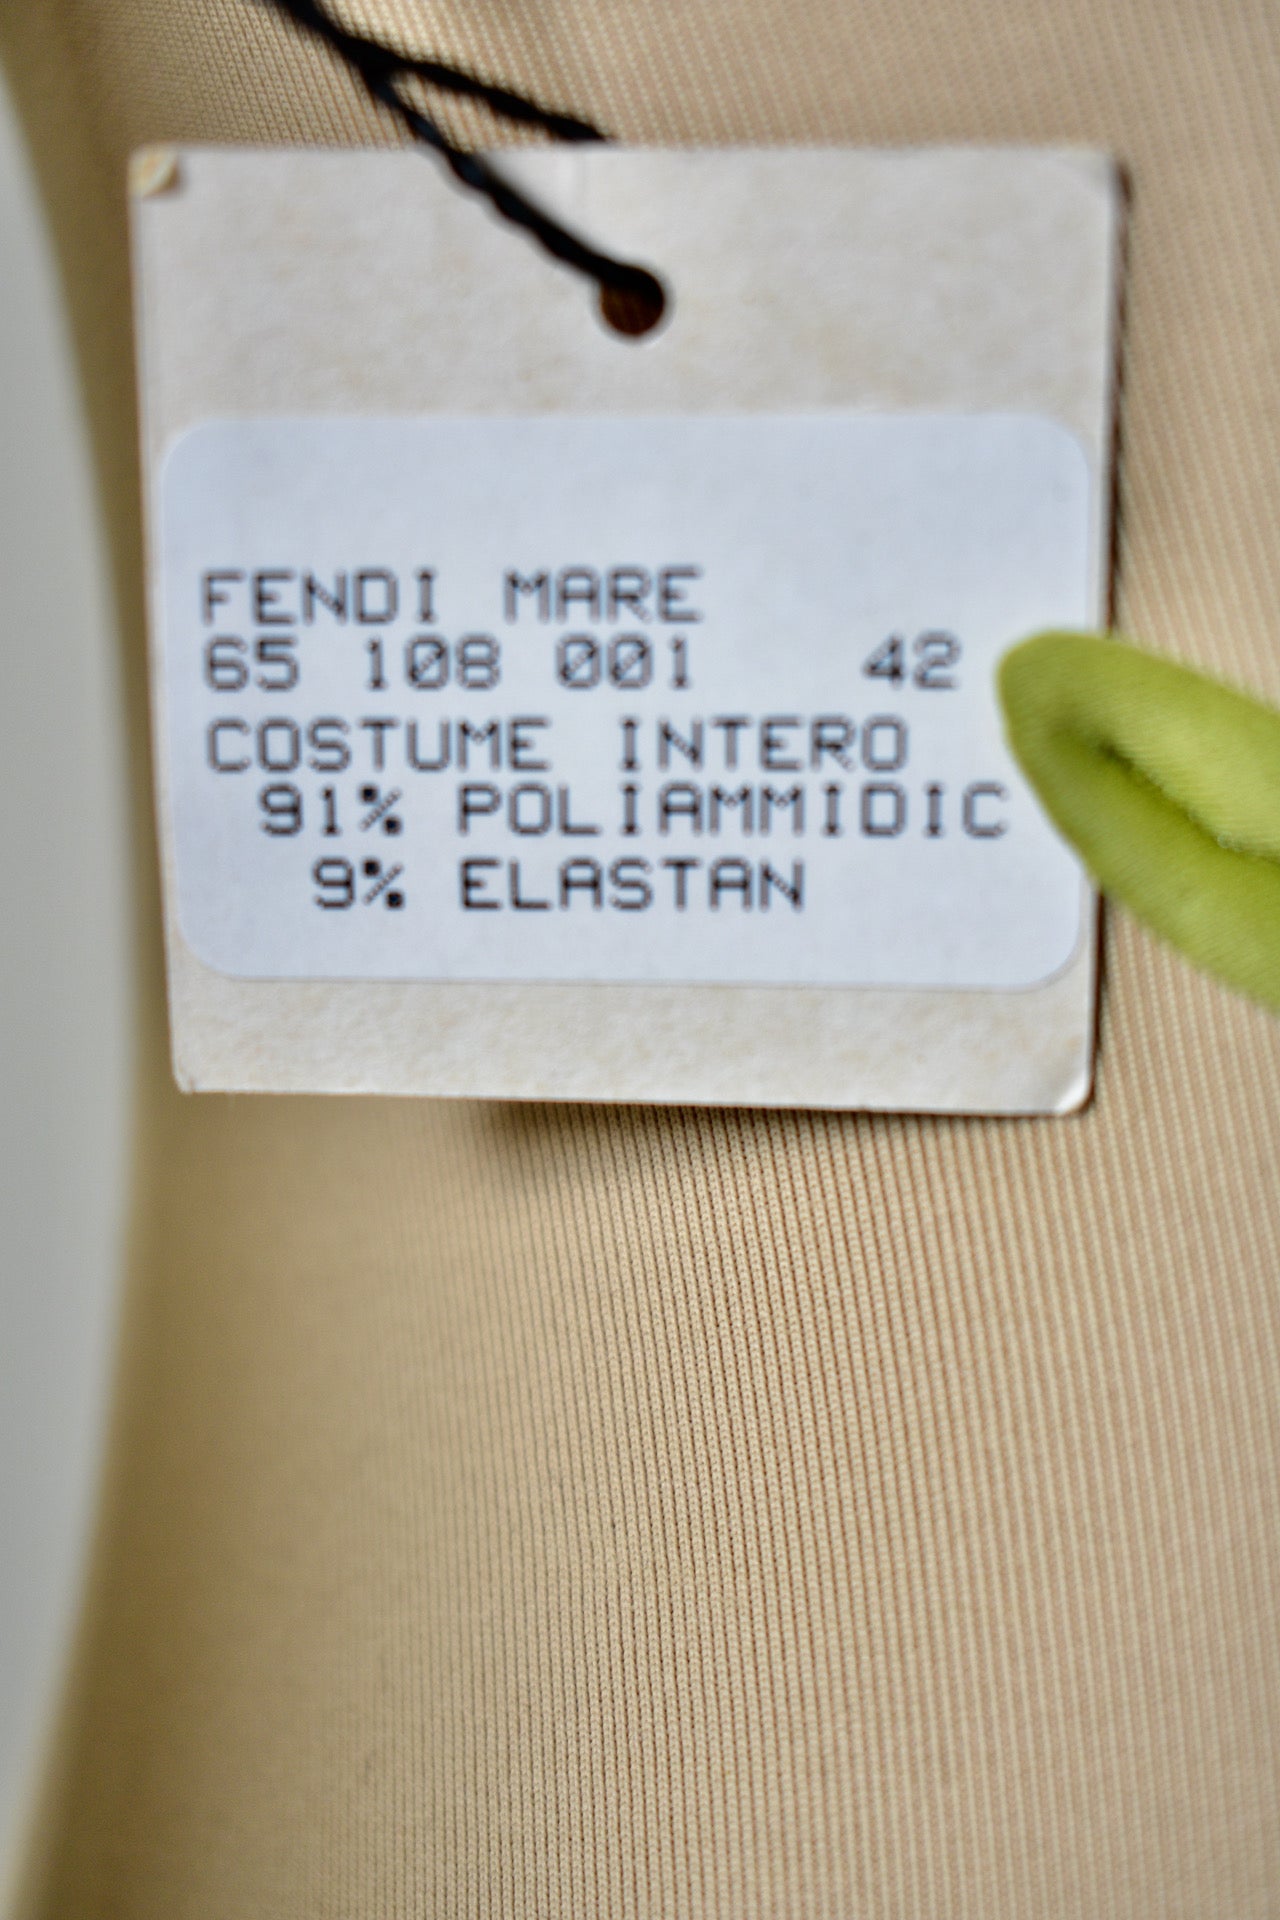 FENDI MARE
65 108 001 42
COSTUME INTERO
91% POLIAMMIDIC
9% ELASTAN